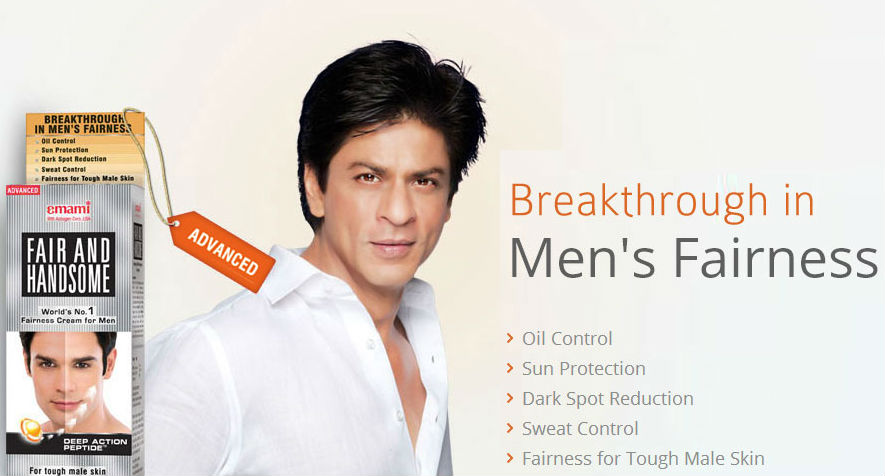 BREAKTHROUGH
IN MEN'S FAIRNESS
Oil Control
Sun Protection
Dark Spot Reduction
Sweat Control
Fairness for Tough Male Skin
ADVANCED
emami
FAIR AND
HANDSOME
World's No.1
Fairness Cream for Men
DEEP ACTION
PEPTIDE
For tough male skin
ADVANCED
Breakthrough in
Men's Fairness
Oil Control
Sun Protection
Dark Spot Reduction
Sweat Control
Fairness for Tough Male Skin